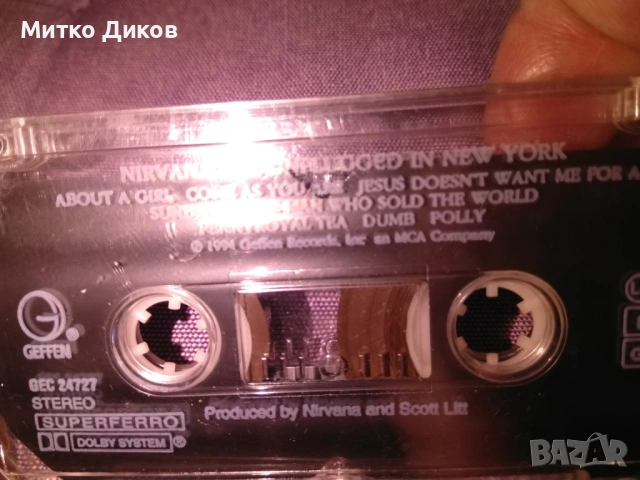 Митко Диков
NIRVANA UNPLUGGED IN NEW YORK
ABOUT A GIRL COME AS YOU ARE JESUS DOESN'T WANT ME FOR A
MAN WHO SOLD THE WORLD
PENNYROYAL TEA DUMB POLLY
© 1994 Geffen Records, Inc. an MCA Company
G®
GEFFEN
GEC 24727
STEREO
SUPERFERRO
DOLBY SYSTEM ®
Produced by Nirvana and Scott Litt
BAZAR